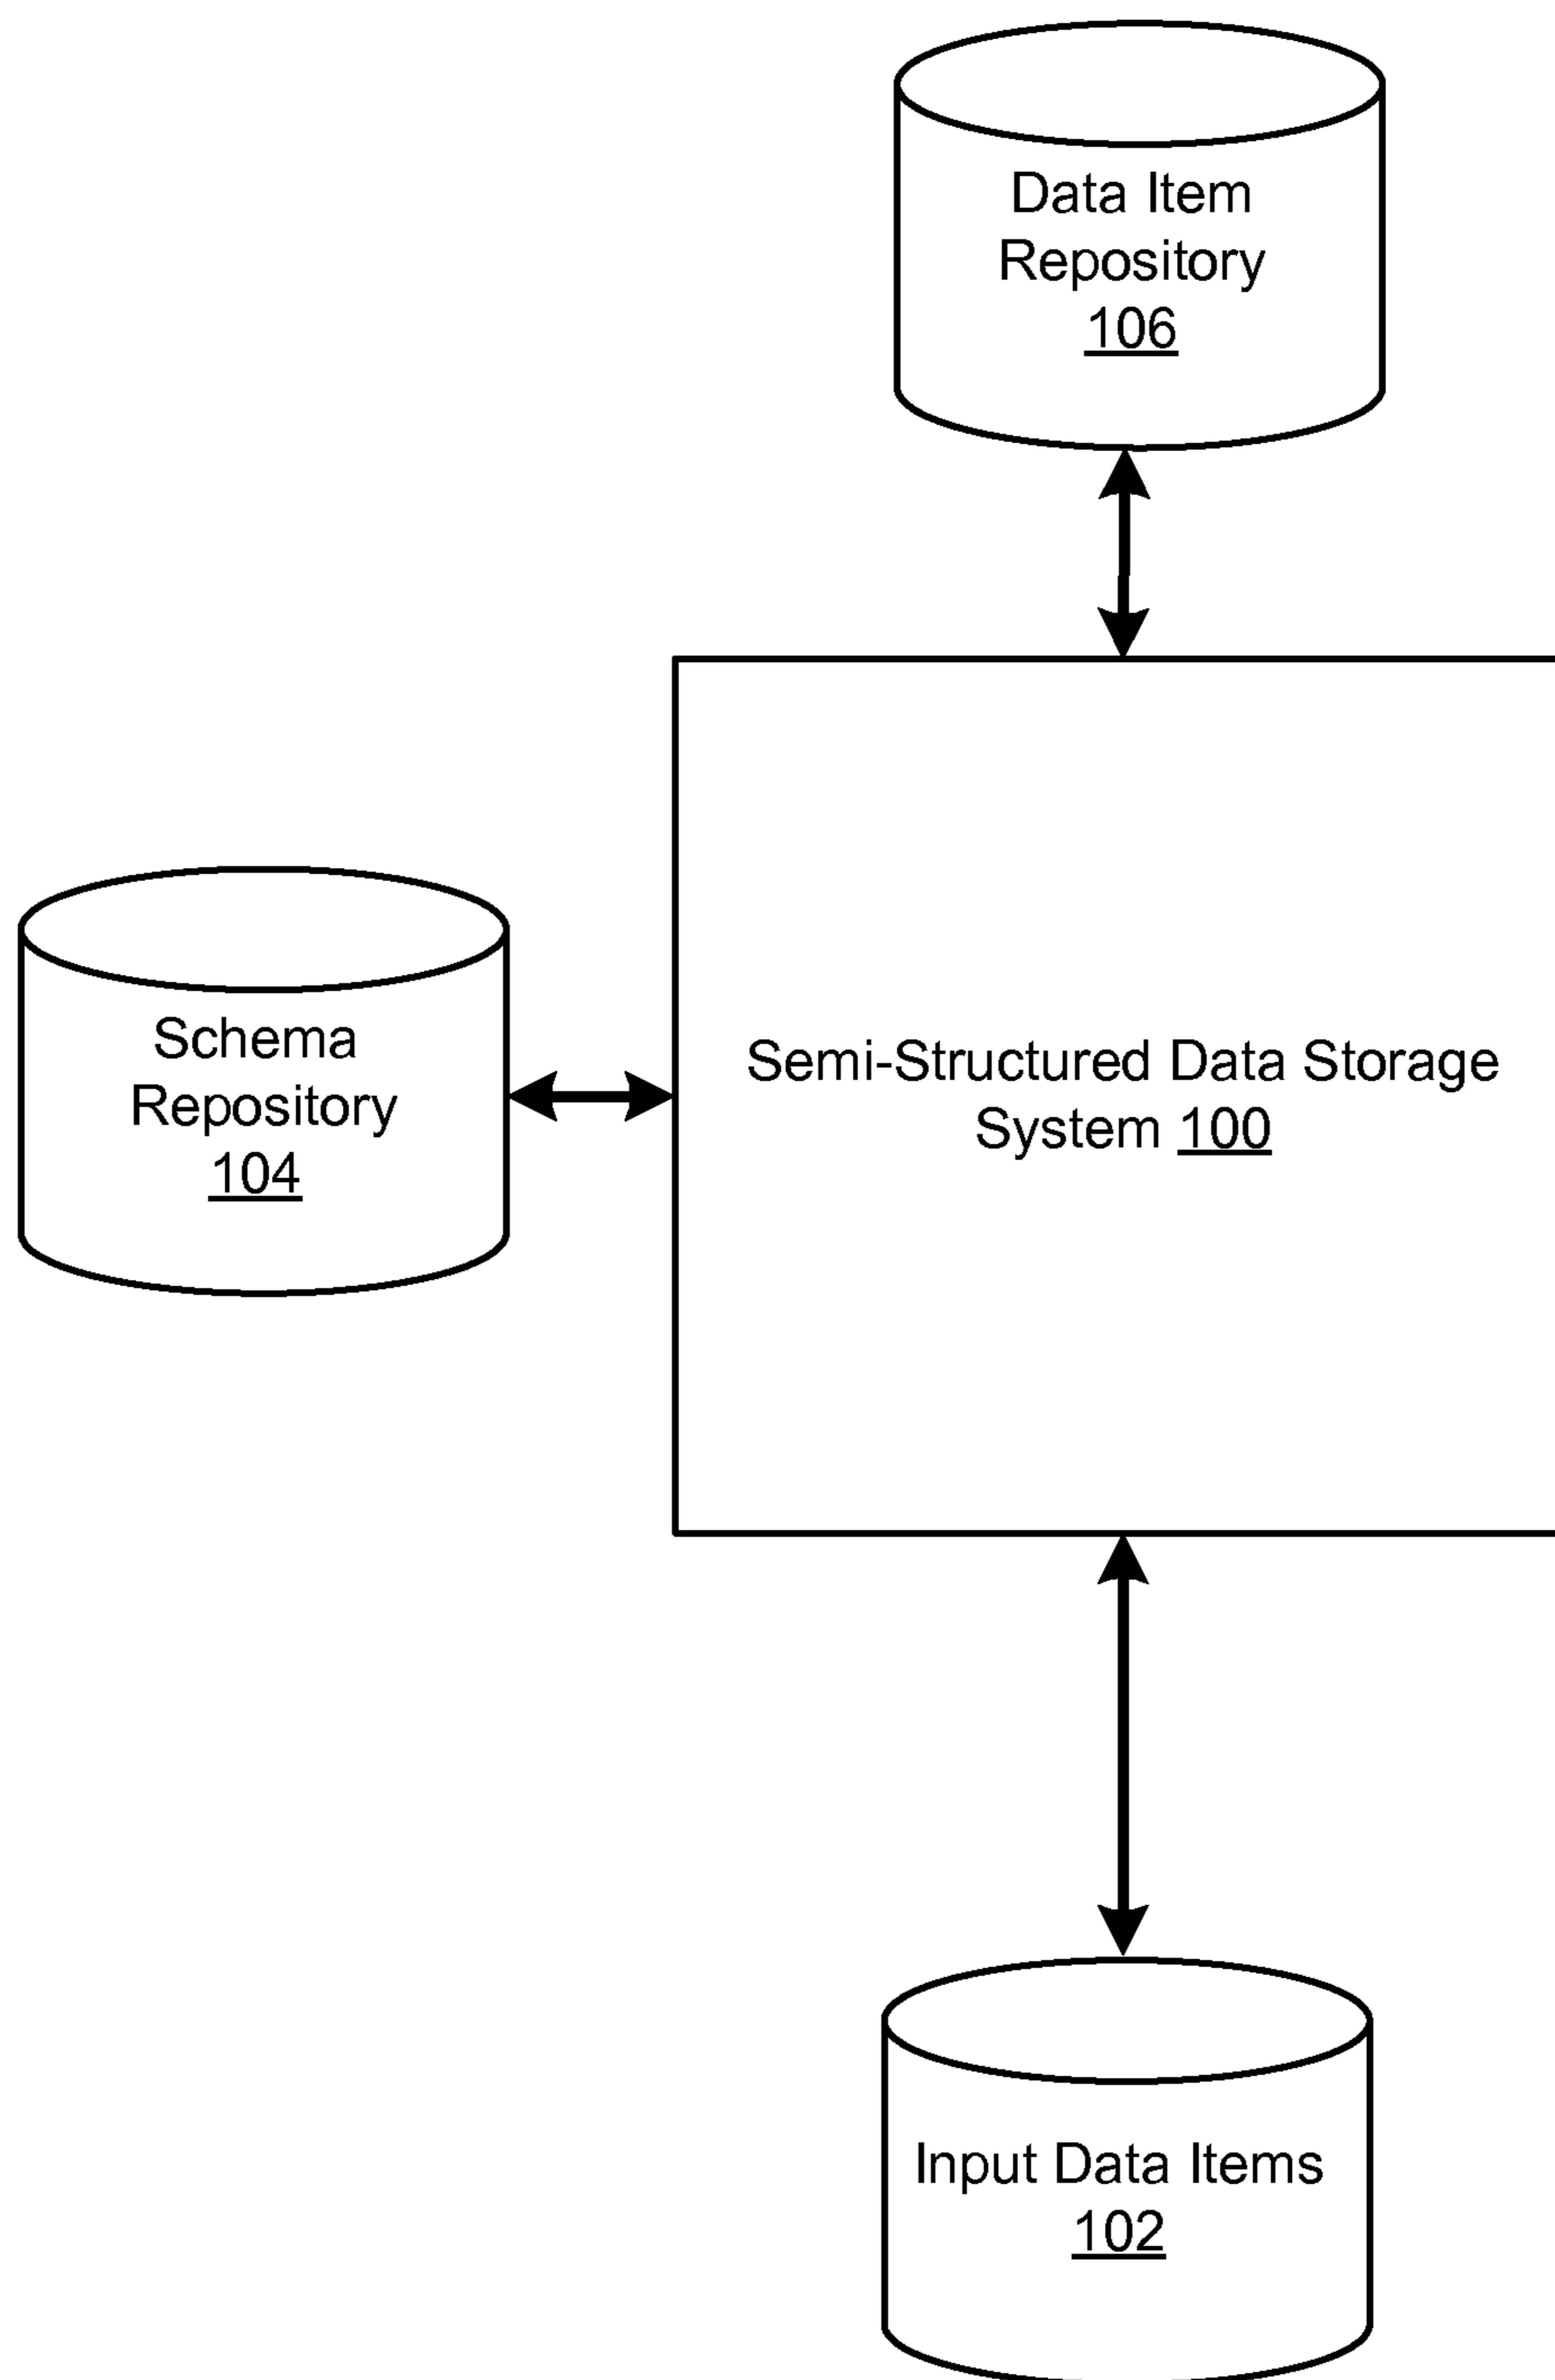 Data Item
Repository
106
Schema
Repository
104
Semi-Structured Data Storage
System 100
Input Data Items
102